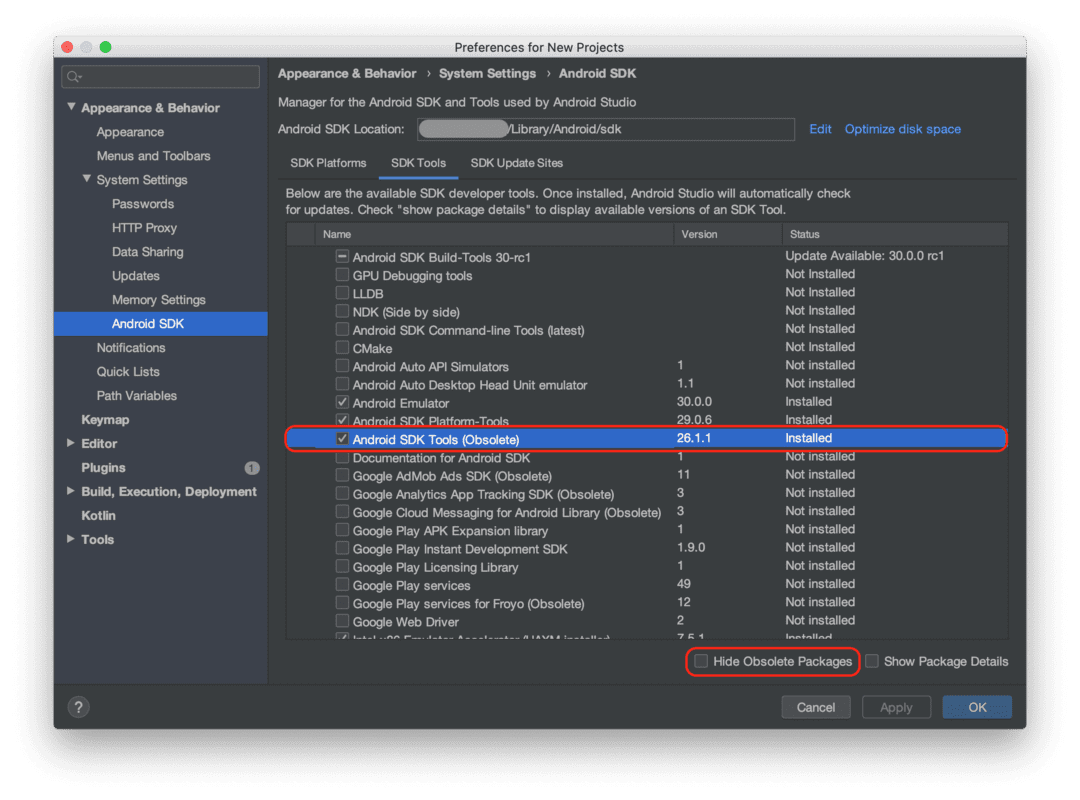 Preferences for New Projects
Appearance & Behavior › System Settings › Android SDK
Manager for the Android SDK and Tools used by Android Studio
Android SDK Location: /Library/Android/sdk Edit Optimize disk space
Appearance & Behavior
Appearance
Menus and Toolbars
System Settings
Passwords
HTTP Proxy
Data Sharing
Updates
Memory Settings
Android SDK
Notifications
Quick Lists
Path Variables
Keymap
Editor
Plugins 1
Build, Execution, Deployment
Kotlin
Tools
SDK Platforms SDK Tools SDK Update Sites
Below are the available SDK developer tools. Once installed, Android Studio will automatically check
for updates. Check "show package details" to display available versions of an SDK Tool.
Name Version Status
Android SDK Build-Tools 30-rc1 Update Available: 30.0.0 rc1
GPU Debugging tools Not Installed
LLDB Not Installed
NDK (Side by side) Not Installed
Android SDK Command-line Tools (latest) Not Installed
CMake Not Installed
Android Auto API Simulators 1 Not installed
Android Auto Desktop Head Unit emulator 1.1 Not installed
Android Emulator 30.0.0 Installed
Android SDK Platform-Tools 29.0.6 Installed
Android SDK Tools (Obsolete) 26.1.1 Installed
Documentation for Android SDK 1 Not installed
Google AdMob Ads SDK (Obsolete) 11 Not installed
Google Analytics App Tracking SDK (Obsolete) 3 Not installed
Google Cloud Messaging for Android Library (Obsolete) 3 Not installed
Google Play APK Expansion library 1 Not installed
Google Play Instant Development SDK 1.9.0 Not installed
Google Play Licensing Library 1 Not installed
Google Play services 49 Not installed
Google Play services for Froyo (Obsolete) 12 Not installed
Google Web Driver 2 Not installed
Intel x86 Emulator Accelerator (HAXM installer) 7.5.1 Installed
Hide Obsolete Packages Show Package Details
? Cancel Apply OK